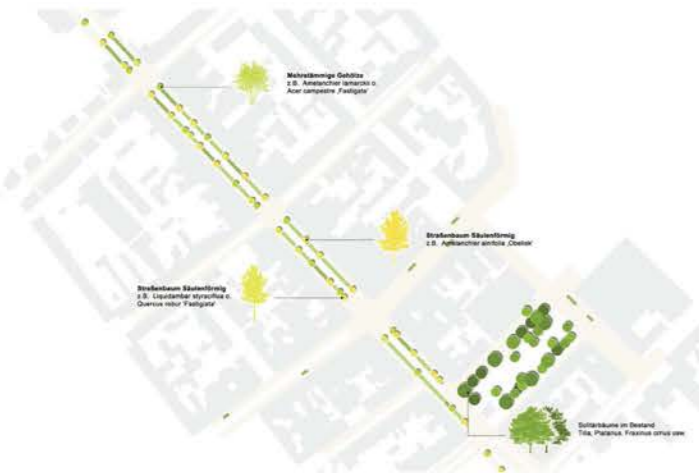 Mehrstämmige Gehölze
z.B. Amelanchier lamarckii o.
Acer campestre ‚Fastigata'
Straßenbaum Säulenförmig
z.B. Amelanchier alnifolia ‚Obelisk'
Straßenbaum Säulenförmig
z.B. Liquidambar styraciflua o.
Quercus robur 'Fastigiata'
Solitärbäume im Bestand
Tilia, Platanus, Fraxinus ornus usw.